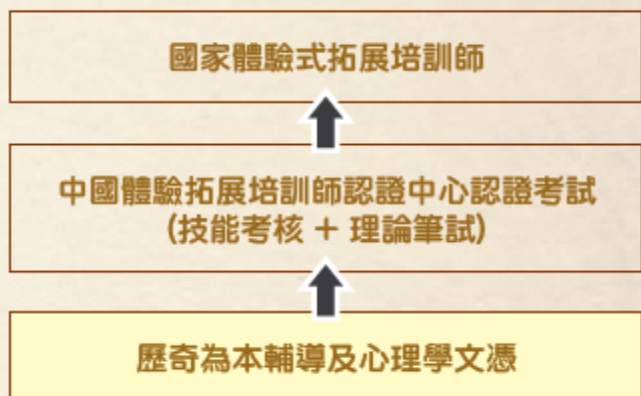 國家體驗式拓展培訓師
中國體驗拓展培訓師認證中心認證考試
(技能考核 + 理論筆試)
歷奇為本輔導及心理學文憑